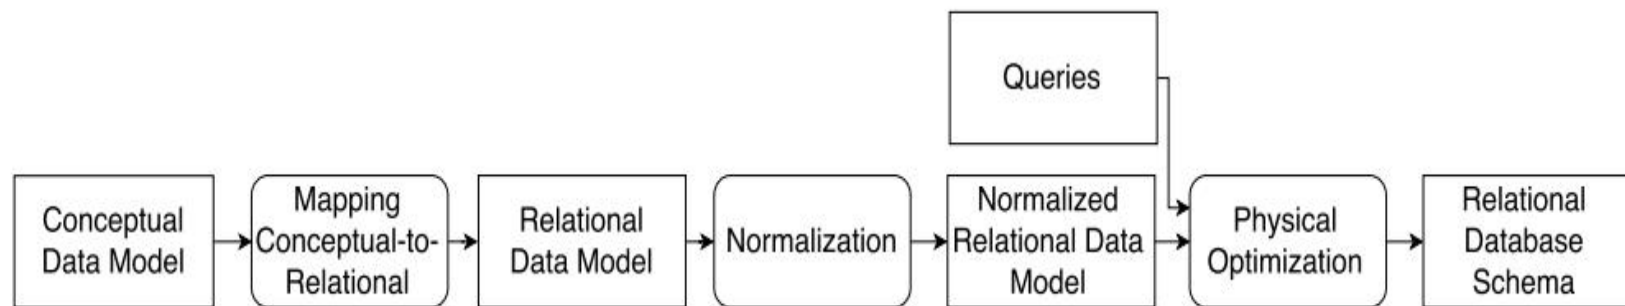 Queries
Conceptual
Data Model
Mapping
Conceptual-to-
Relational
Relational
Data Model
Normalization
Normalized
Relational Data
Model
Physical
Optimization
Relational
Database
Schema